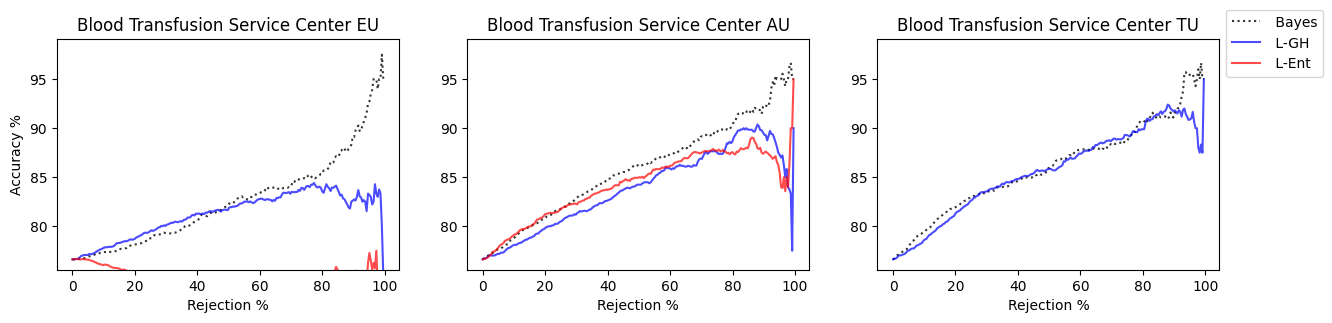 Blood Transfusion Service Center EU
Blood Transfusion Service Center AU
Blood Transfusion Service Center TU
Bayes
L-GH
L-Ent
Accuracy %
95
90
85
80
0 20 40 60 80 100
Rejection %
95
90
85
80
0 20 40 60 80 100
Rejection %
95
90
85
80
0 20 40 60 80 100
Rejection %